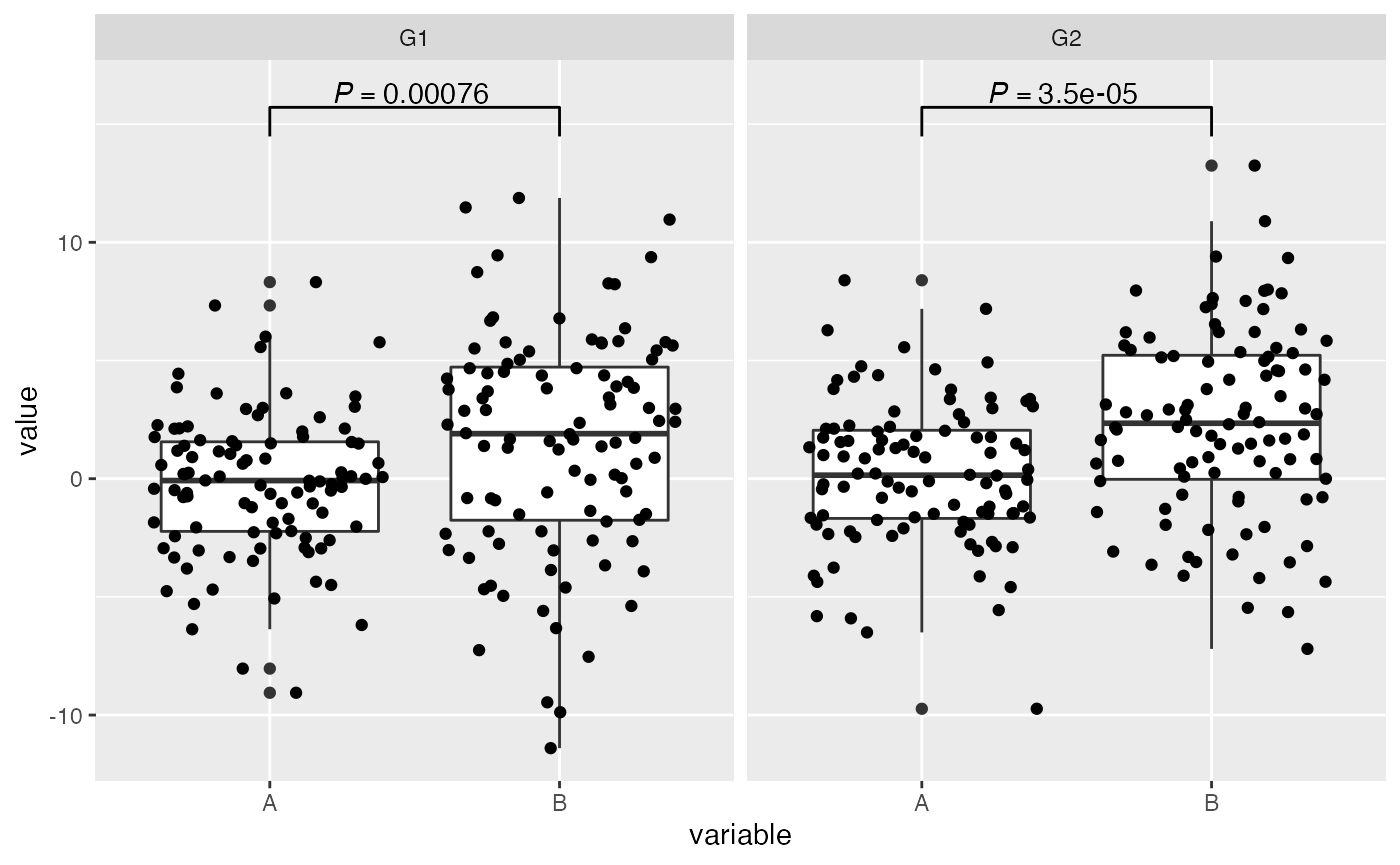 G1
G2
P = 0.00076
P = 3.5e-05
value
10
0
-10
A
B
A
B
variable